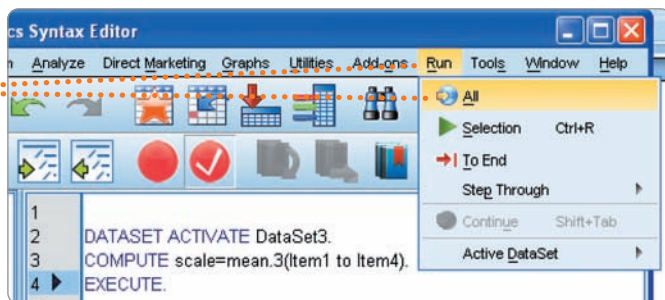 cs Syntax Editor
Analyze Direct Marketing Graphs Utilities Add-ons Run Tools Window Help
All
Selection Ctrl+R
To End
Step Through
Continue Shift+Tab
Active DataSet
1
2 DATASET ACTIVATE DataSet3.
3 COMPUTE scale=mean.3(Item1 to Item4).
4 EXECUTE.